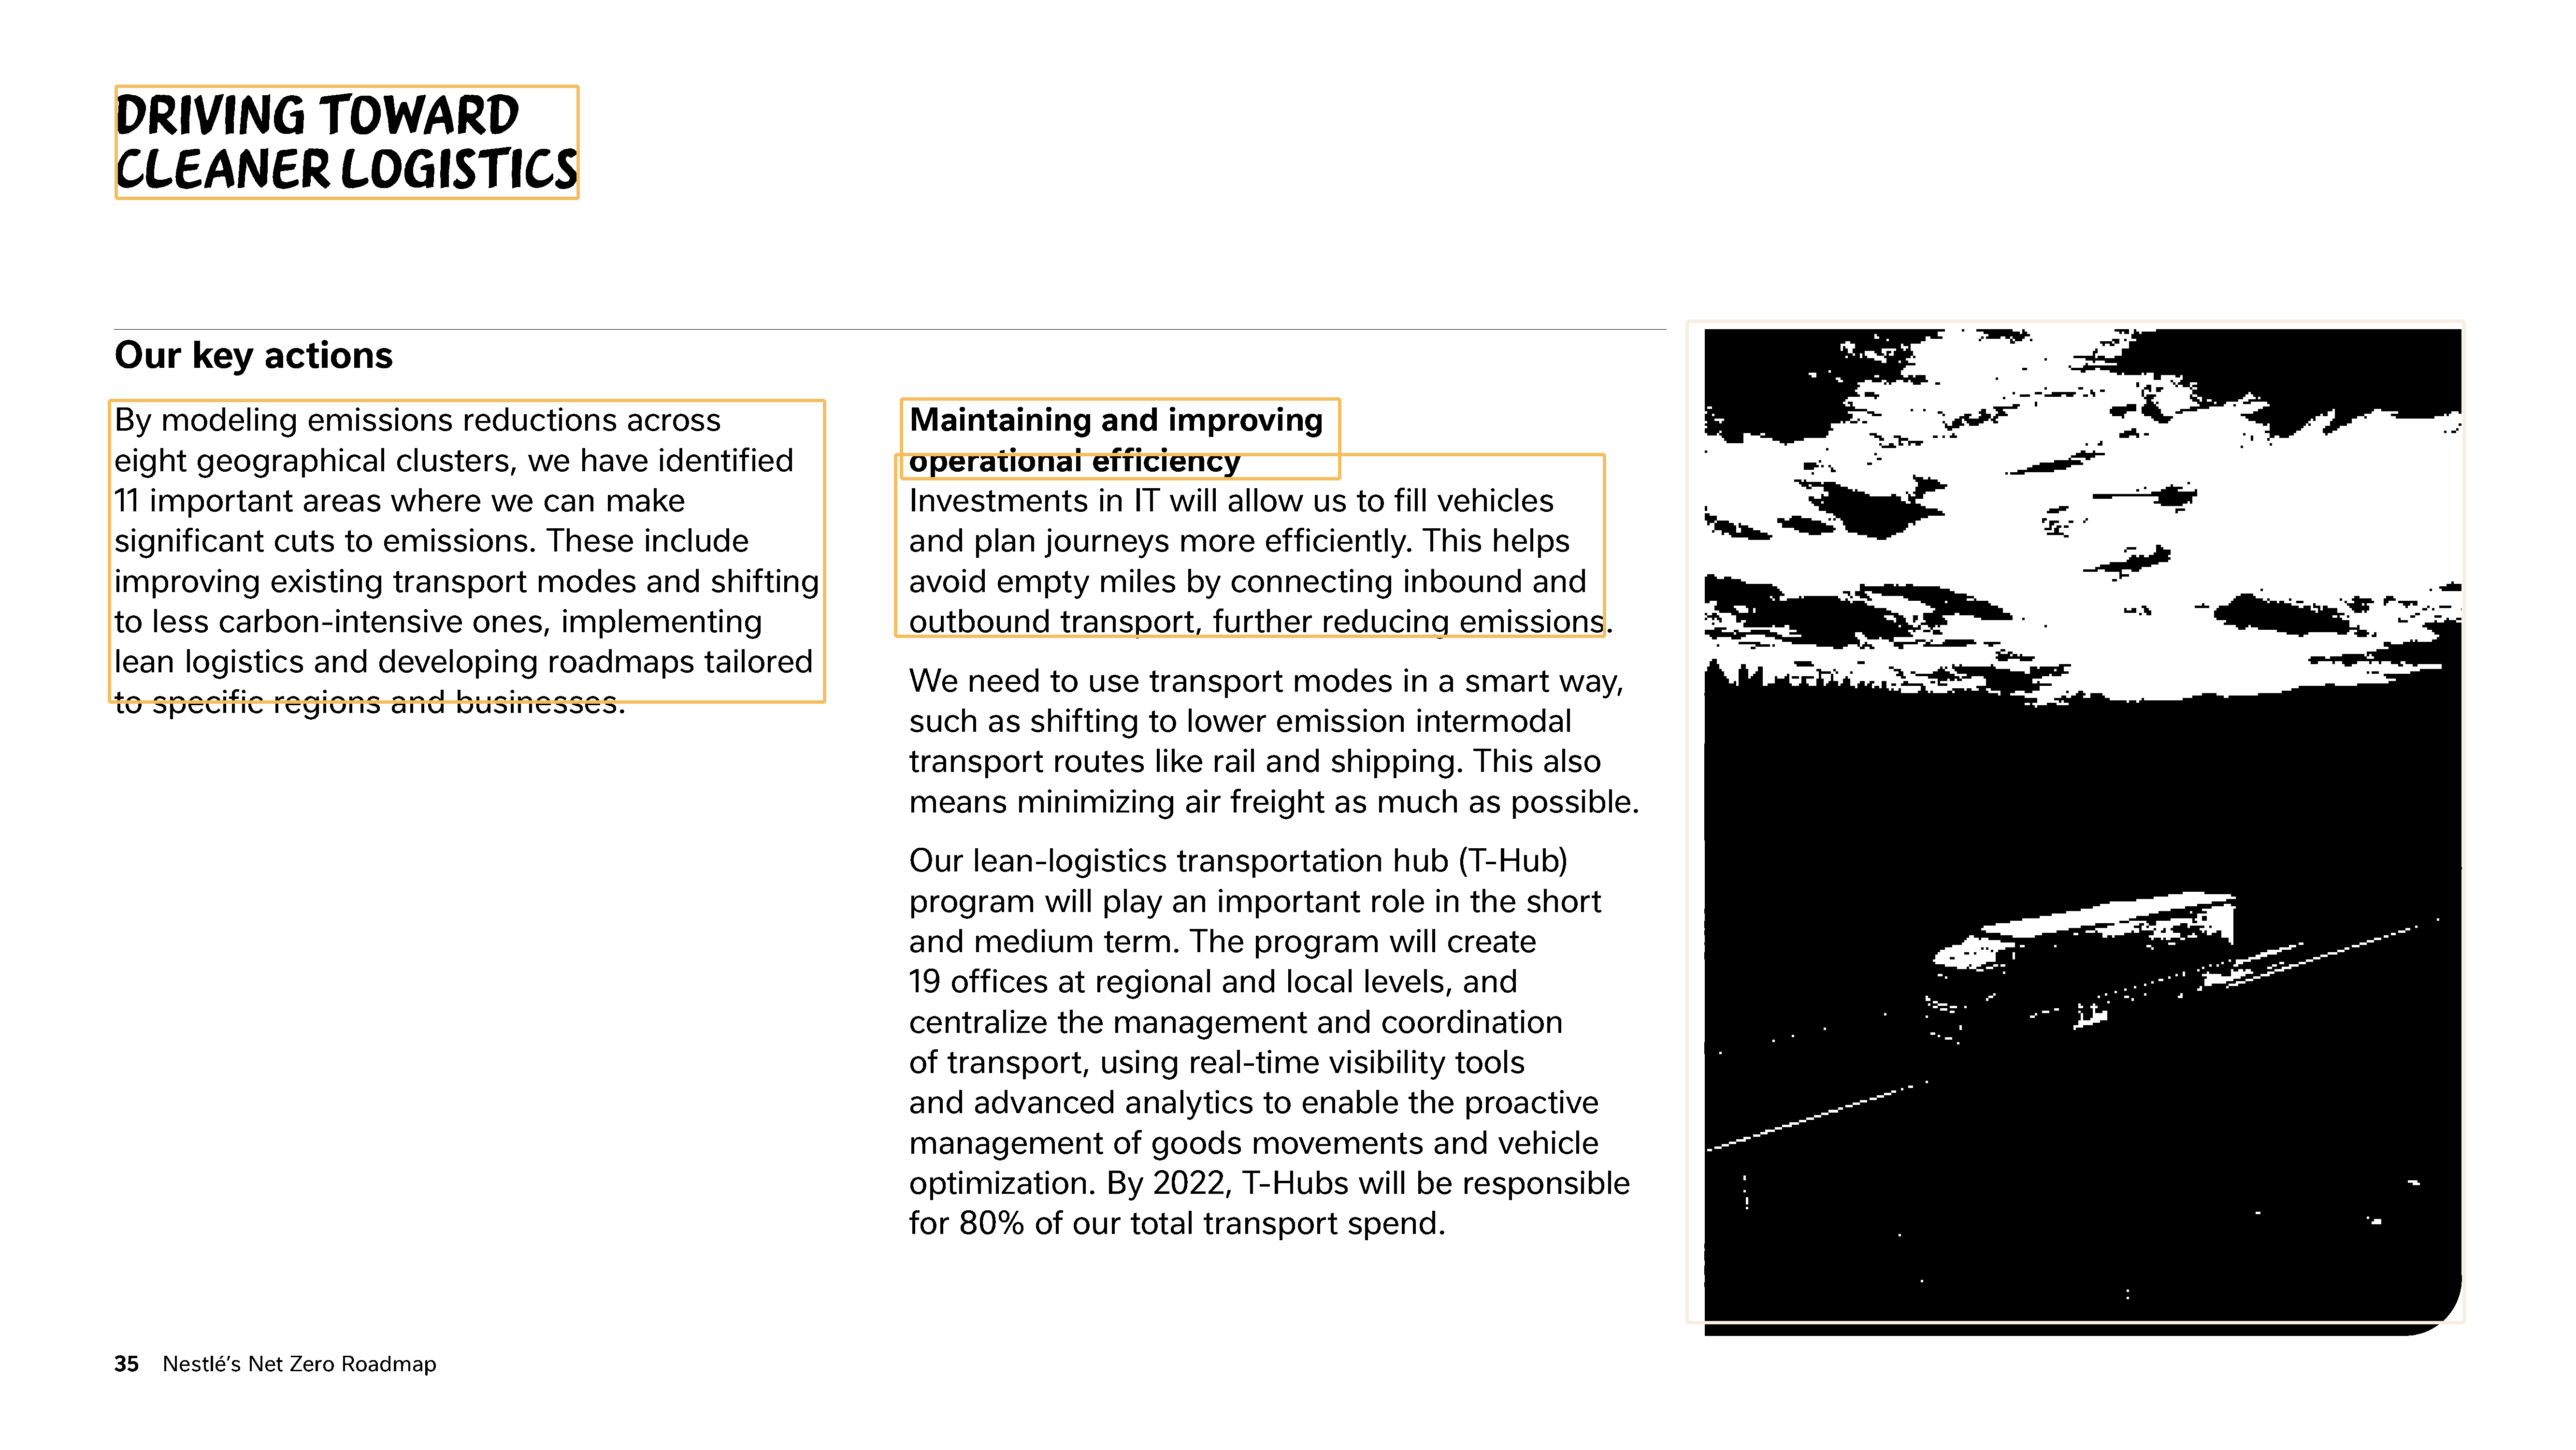 DRIVING TOWARD
CLEANER LOGISTICS
Our key actions
By modeling emissions reductions across
eight geographical clusters, we have identified
11 important areas where we can make
significant cuts to emissions. These include
improving existing transport modes and shifting
to less carbon-intensive ones, implementing
lean logistics and developing roadmaps tailored
to specific regions and businesses.
Maintaining and improving
operational efficiency
Investments in IT will allow us to fill vehicles
and plan journeys more efficiently. This helps
avoid empty miles by connecting inbound and
outbound transport, further reducing emissions.
We need to use transport modes in a smart way,
such as shifting to lower emission intermodal
transport routes like rail and shipping. This also
means minimizing air freight as much as possible.
Our lean-logistics transportation hub (T-Hub)
program will play an important role in the short
and medium term. The program will create
19 offices at regional and local levels, and
centralize the management and coordination
of transport, using real-time visibility tools
and advanced analytics to enable the proactive
management of goods movements and vehicle
optimization. By 2022, T-Hubs will be responsible
for 80% of our total transport spend.
35 Nestlé’s Net Zero Roadmap